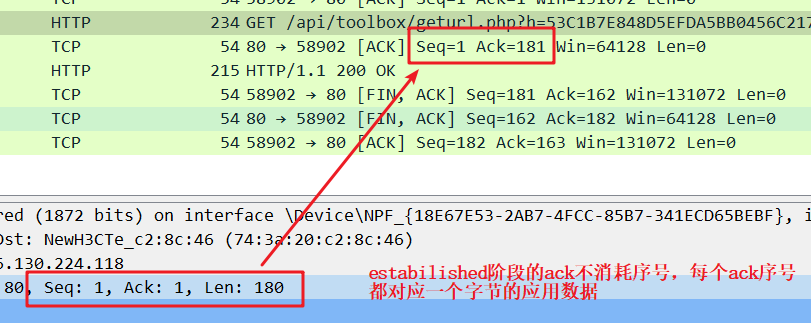 TCP 54 80 → 58902 [ACK] Seq=1 Ack=1 Win=64128 Len=0
HTTP 234 GET /api/toolbox/geturl.php?h=53C1B7E848D5EFDA5BB0456C217
TCP 54 80 → 58902 [ACK] Seq=1 Ack=181 Win=64128 Len=0
HTTP 215 HTTP/1.1 200 OK
TCP 54 58902 → 80 [FIN, ACK] Seq=181 Ack=162 Win=131072 Len=0
TCP 54 80 → 58902 [FIN, ACK] Seq=162 Ack=182 Win=64128 Len=0
TCP 54 58902 → 80 [ACK] Seq=182 Ack=163 Win=131072 Len=0
red (1872 bits) on interface \Device\NPF_{18E67E53-2AB7-4FCC-85B7-341ECD65BEBF}, i
Dst: NewH3CTe_c2:8c:46 (74:3a:20:c2:8c:46)
5.130.224.118
80, Seq: 1, Ack: 1, Len: 180
estabilished阶段的ack不消耗序号，每个ack序号
都对应一个字节的应用数据